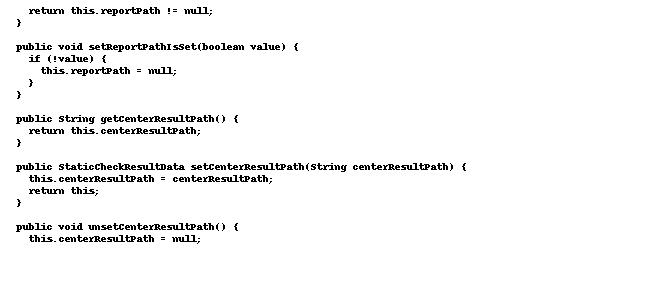 return this.reportPath != null;
  }

  public void setReportPathIsSet(boolean value) {
    if (!value) {
      this.reportPath = null;
    }
  }

  public String getCenterResultPath() {
    return this.centerResultPath;
  }

  public StaticCheckResultData setCenterResultPath(String centerResultPath) {
    this.centerResultPath = centerResultPath;
    return this;
  }

  public void unsetCenterResultPath() {
    this.centerResultPath = null;